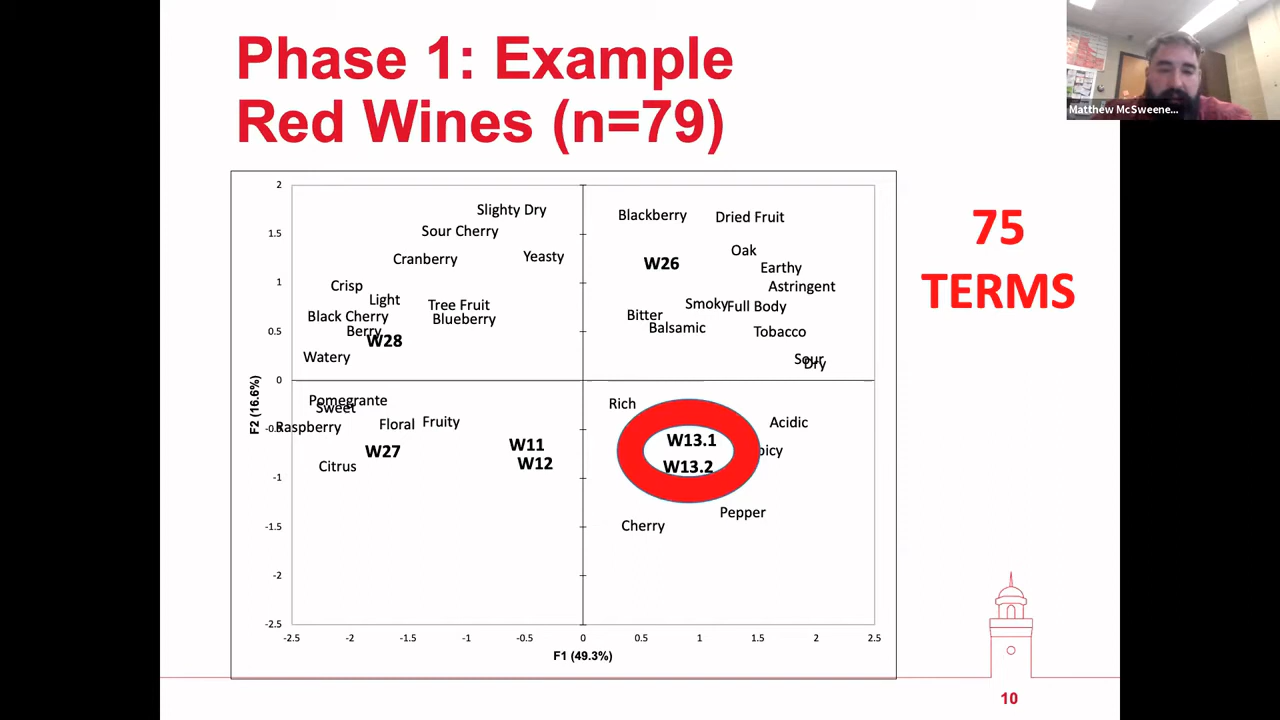 Phase 1: Example
Red Wines (n=79)
Matthew McSweene...
75
TERMS
2
1.5
1
0.5
0
-0.5
-1
-1.5
-2
-2.5
-2.5
-2
-1.5
-1
-0.5
0
0.5
1
1.5
2
2.5
F2 (16.6%)
F1 (49.3%)
Slighty Dry
Sour Cherry
Cranberry
Yeasty
Crisp
Light
Tree Fruit
Black Cherry
Blueberry
Berry
W28
Watery
Blackberry
Dried Fruit
Oak
W26
Earthy
Astringent
Smoky
Full Body
Bitter
Balsamic
Tobacco
Sour
Dry
Pomegrante
Sweet
Raspberry
Floral
Fruity
W27
Citrus
W11
W12
Rich
Acidic
W13.1
picy
W13.2
Pepper
Cherry
10